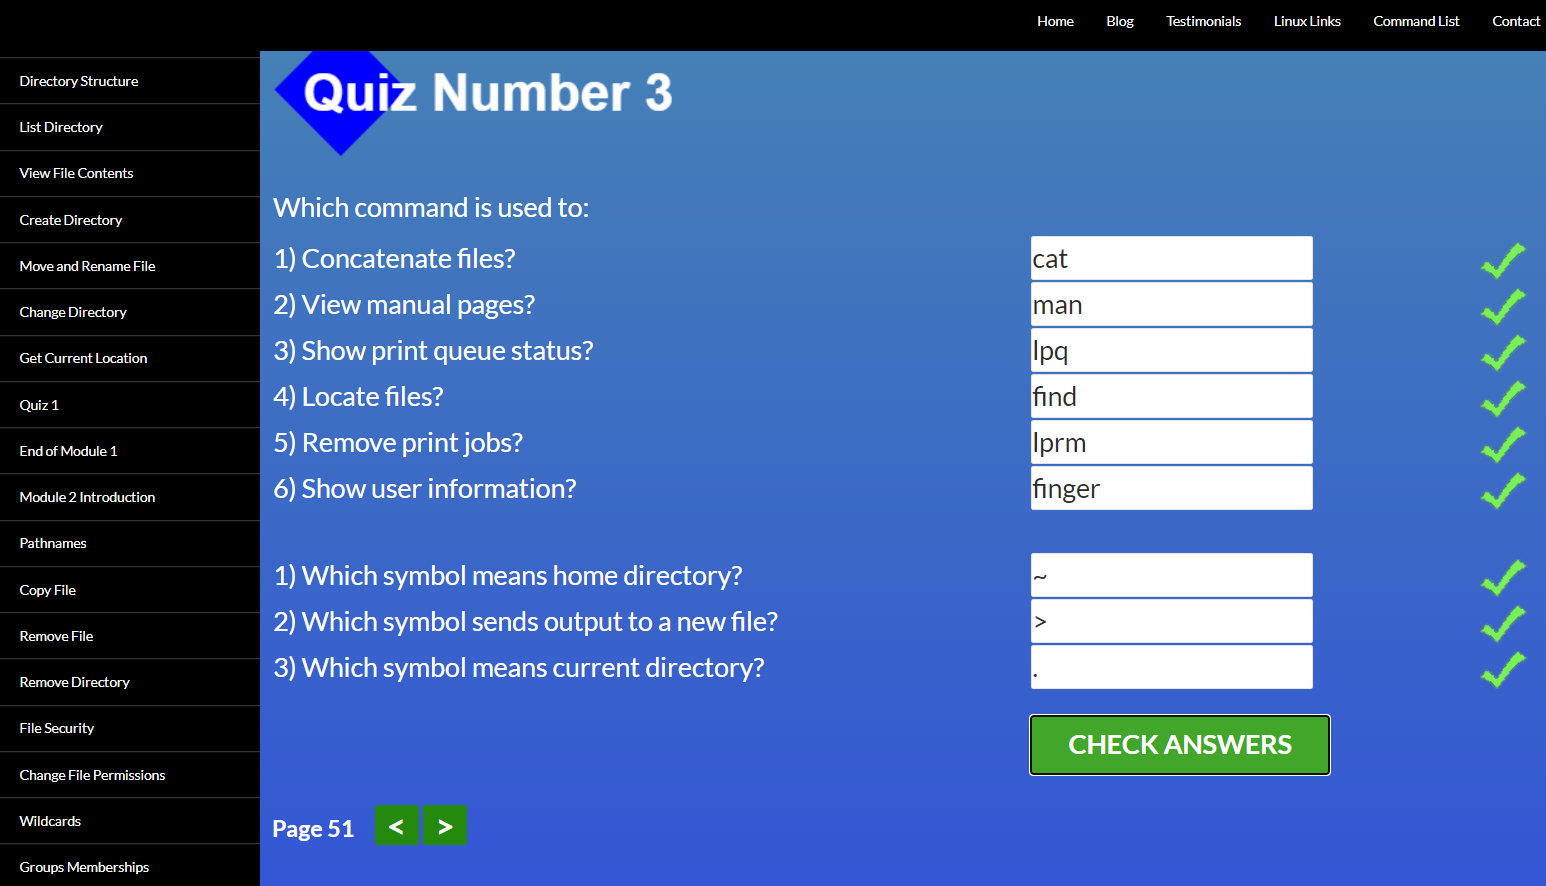 Home Blog Testimonials Linux Links Command List Contact
Directory Structure
List Directory
View File Contents
Create Directory
Move and Rename File
Change Directory
Get Current Location
Quiz 1
End of Module 1
Module 2 Introduction
Pathnames
Copy File
Remove File
Remove Directory
File Security
Change File Permissions
Wildcards
Groups Memberships
Quiz Number 3
Which command is used to:
1) Concatenate files? cat
2) View manual pages? man
3) Show print queue status? lpq
4) Locate files? find
5) Remove print jobs? lprm
6) Show user information? finger
1) Which symbol means home directory? ~
2) Which symbol sends output to a new file? >
3) Which symbol means current directory? .
CHECK ANSWERS
Page 51 < >